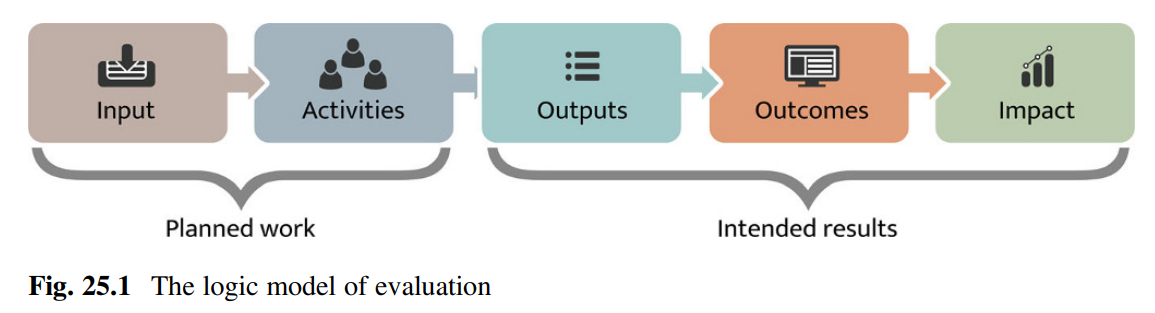 Input
Activities
Outputs
Outcomes
Impact
Planned work
Intended results
Fig. 25.1 The logic model of evaluation